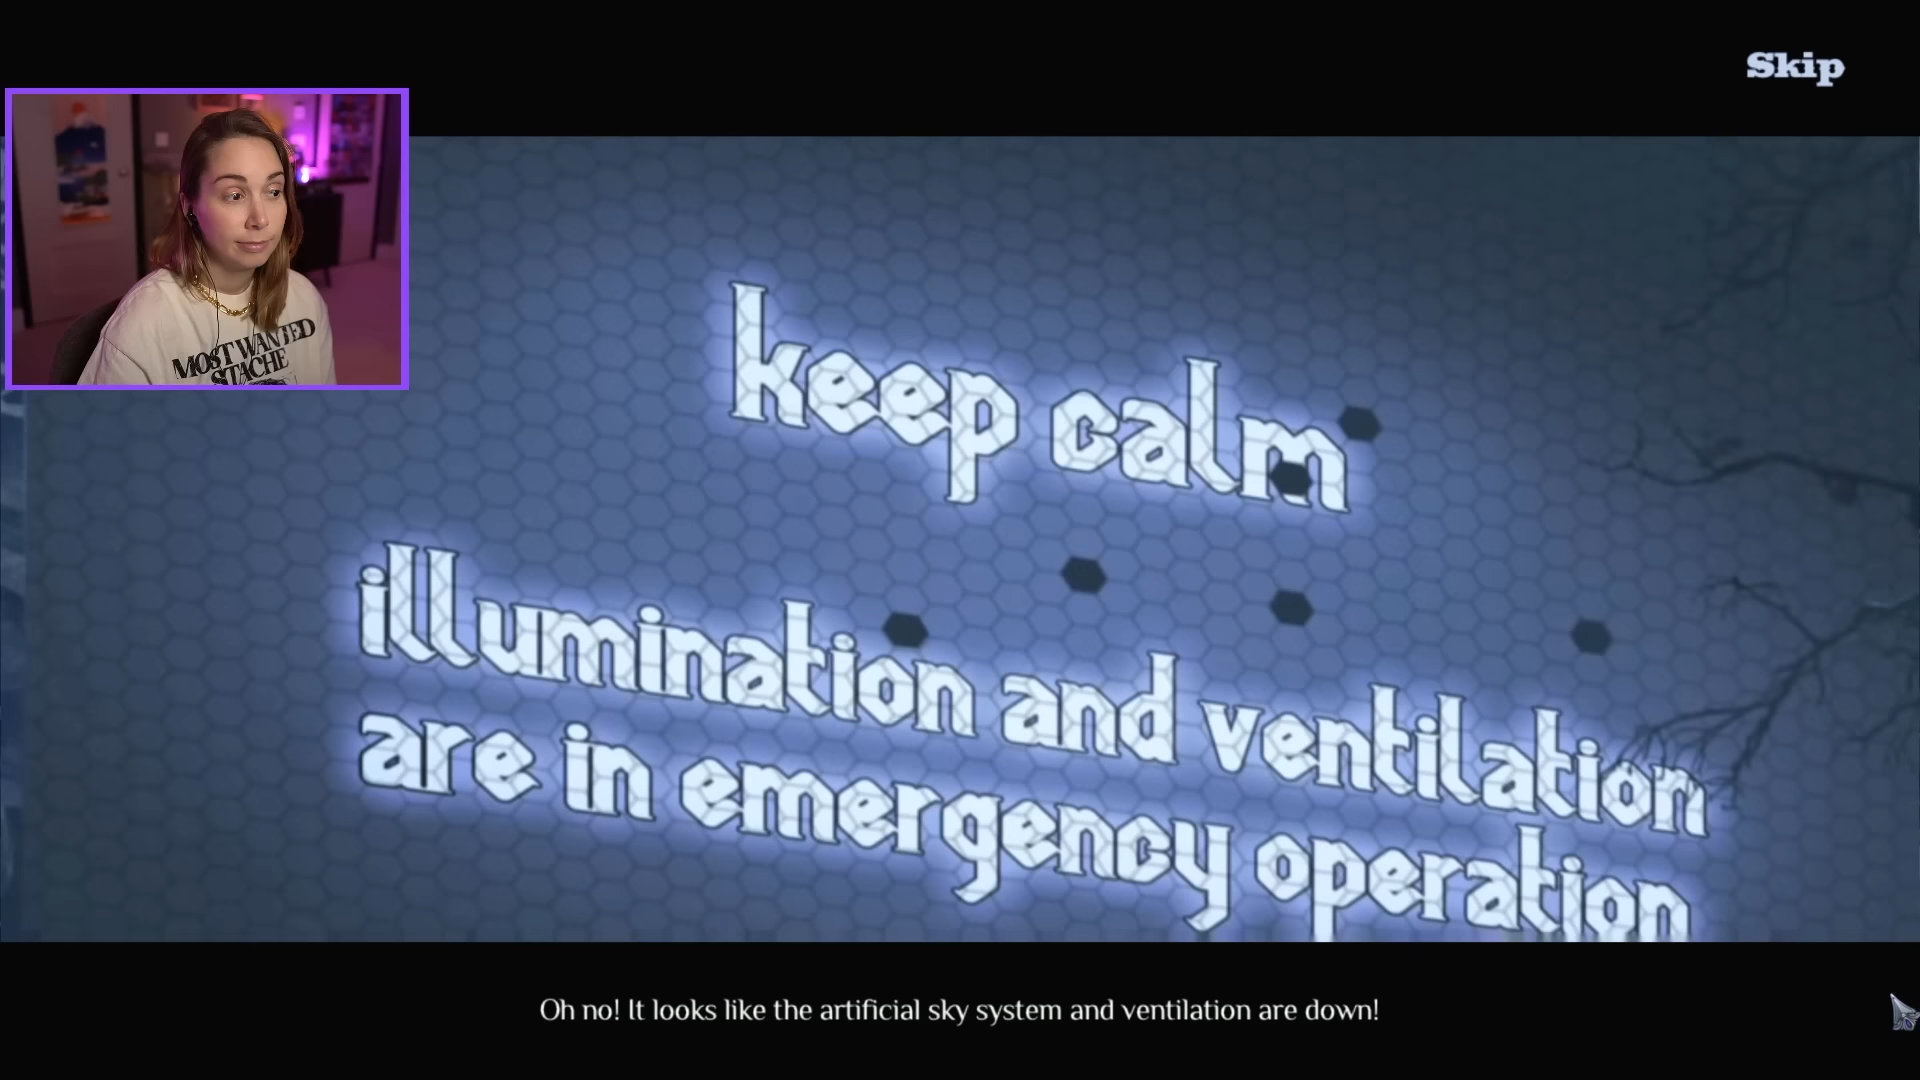 Skip
MOST WANTED
STACHE
keep calm
illumination and ventilation
are in emergency operation
Oh no! It looks like the artificial sky system and ventilation are down!